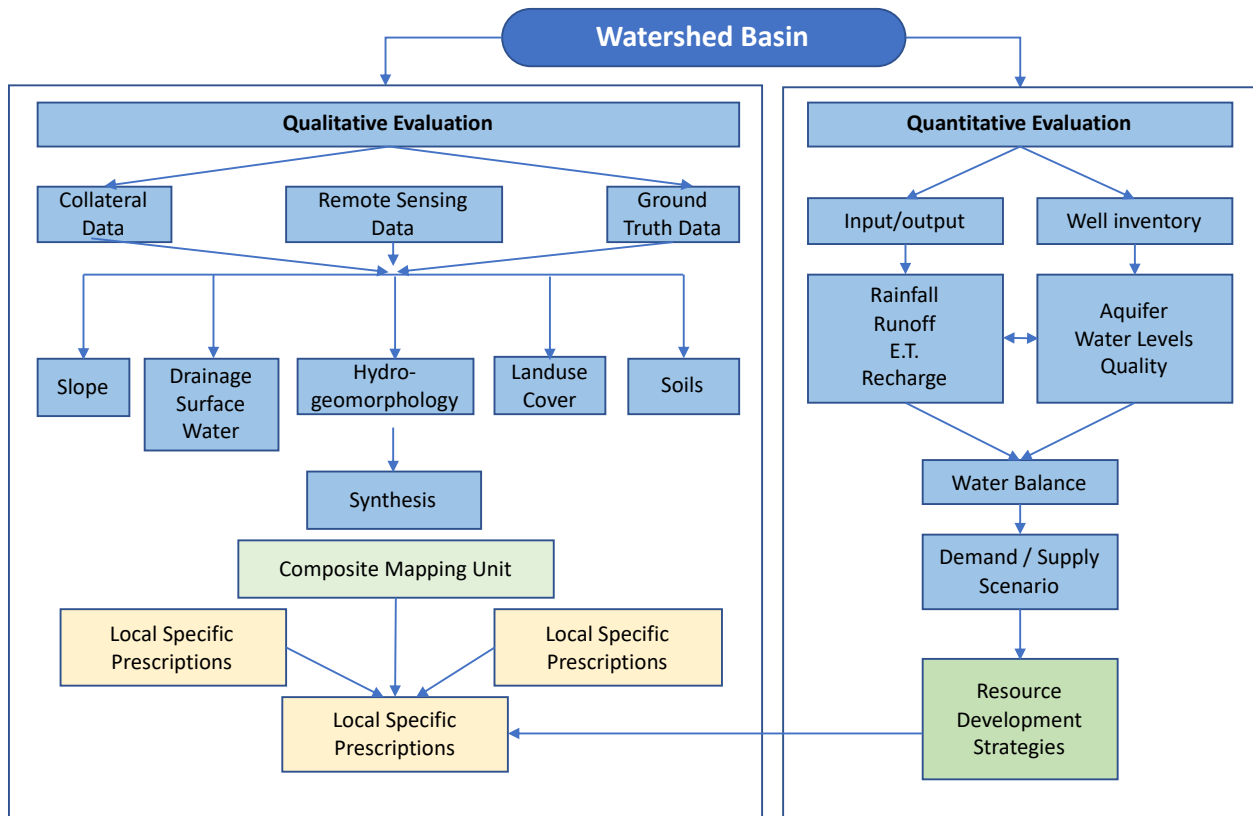 Watershed Basin
Qualitative Evaluation
Collateral
Data
Remote Sensing
Data
Ground
Truth Data
Slope
Drainage
Surface
Water
Hydro-
geomorphology
Landuse
Cover
Soils
Synthesis
Composite Mapping Unit
Local Specific
Prescriptions
Local Specific
Prescriptions
Local Specific
Prescriptions
Quantitative Evaluation
Input/output
Well inventory
Rainfall
Runoff
E.T.
Recharge
Aquifer
Water Levels
Quality
Water Balance
Demand / Supply
Scenario
Resource
Development
Strategies